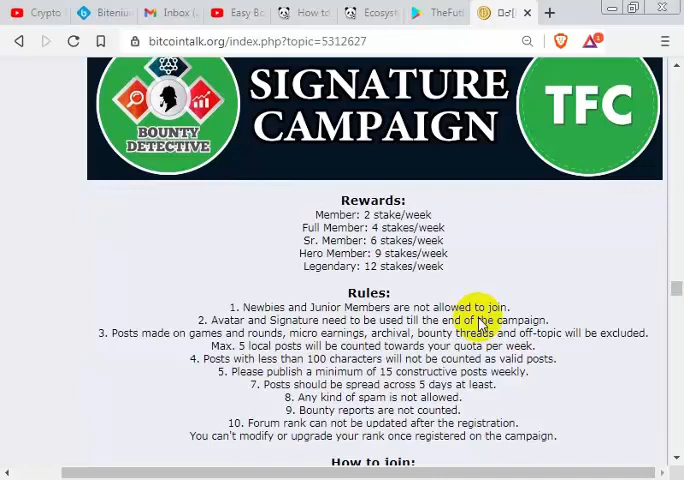 Crypto
Biteniu
Inbox (
Easy Bo
How to
Ecosyst
TheFut
bitcointalk.org/index.php?topic=5312627
1
SIGNATURE
CAMPAIGN
BOUNTY
DETECTIVE
TFC
Rewards:
Member: 2 stake/week
Full Member: 4 stakes/week
Sr. Member: 6 stakes/week
Hero Member: 9 stakes/week
Legendary: 12 stakes/week
Rules:
1. Newbies and Junior Members are not allowed to join.
2. Avatar and Signature need to be used till the end of the campaign.
3. Posts made on games and rounds, micro earnings, archival, bounty threads and off-topic will be excluded.
Max. 5 local posts will be counted towards your quota per week.
4. Posts with less than 100 characters will not be counted as valid posts.
5. Please publish a minimum of 15 constructive posts weekly.
7. Posts should be spread across 5 days at least.
8. Any kind of spam is not allowed.
9. Bounty reports are not counted.
10. Forum rank can not be updated after the registration.
You can't modify or upgrade your rank once registered on the campaign.
How to join: